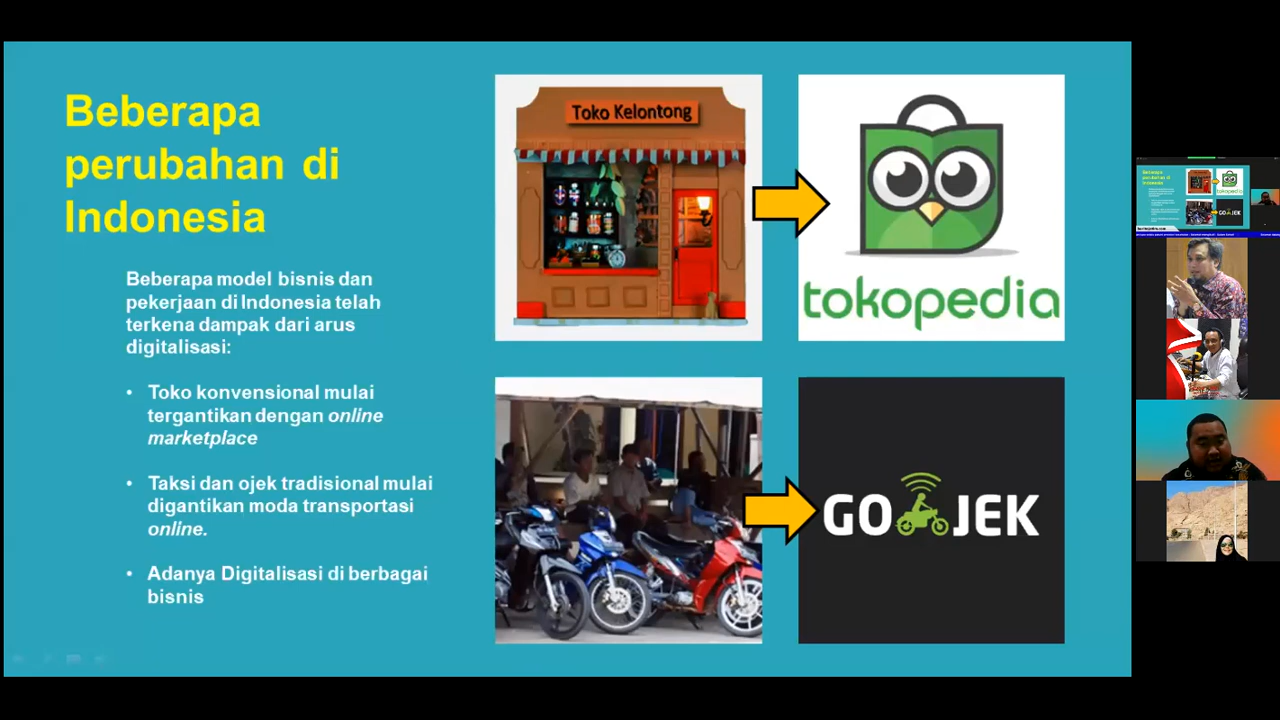 Beberapa
perubahan di
Indonesia
Beberapa model bisnis dan
pekerjaan di Indonesia telah
terkena dampak dari arus
digitalisasi:
• Toko konvensional mulai
tergantikan dengan online
marketplace
• Taksi dan ojek tradisional mulai
digantikan moda transportasi
online.
• Adanya Digitalisasi di berbagai
bisnis
Toko Kelontong
tokopedia
GO JEK